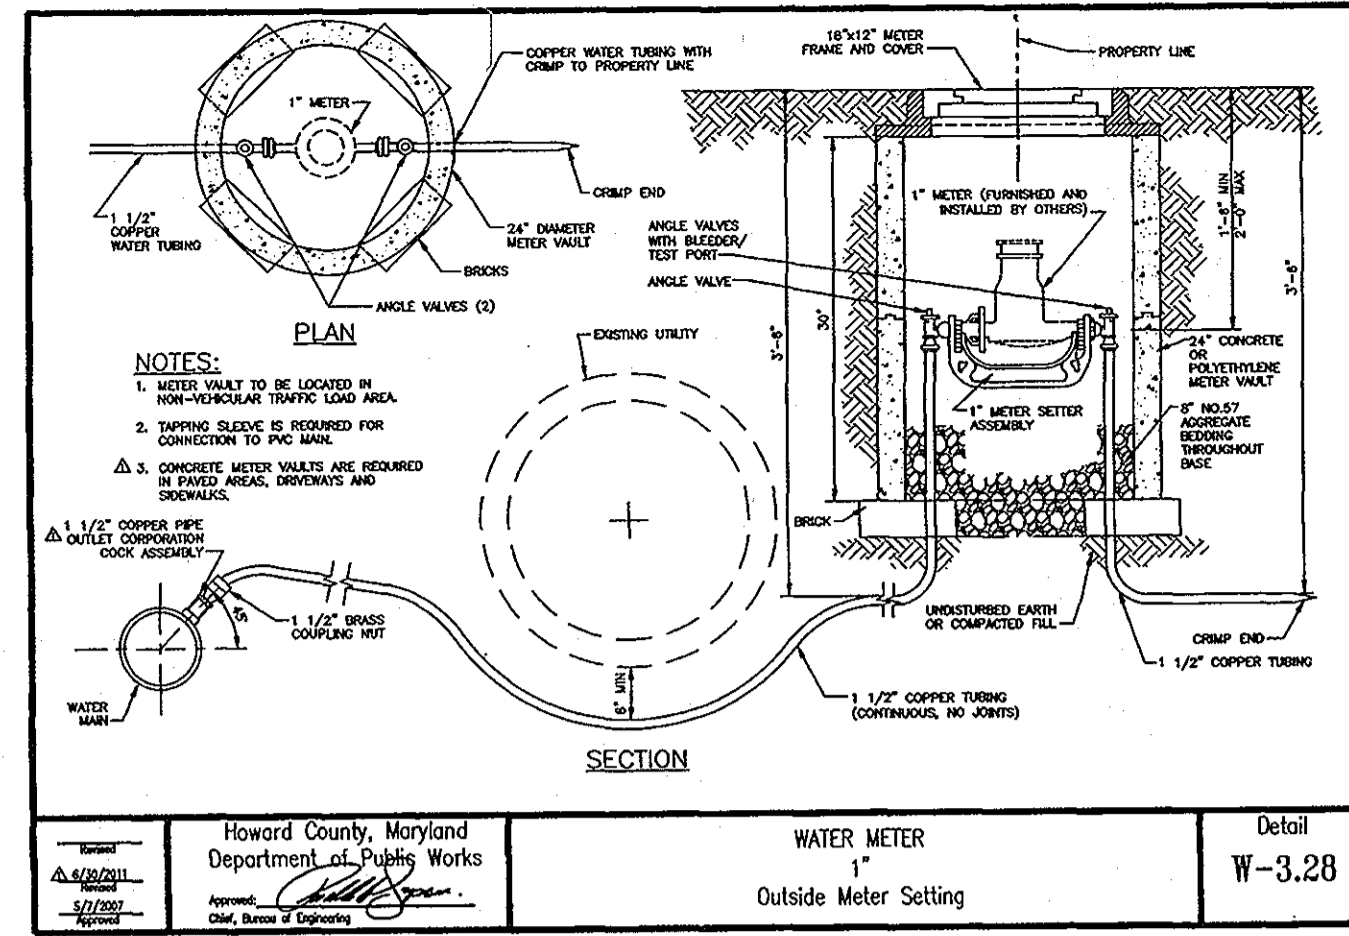 COPPER WATER TUBING WITH
CRIMP TO PROPERTY LINE
1" METER
CRIMP END
1 1/2"
COPPER
WATER TUBING
24" DIAMETER
METER VAULT
BRICKS
ANGLE VALVES (2)
PLAN
18"x12" METER
FRAME AND COVER
PROPERTY LINE
1" METER (FURNISHED AND
INSTALLED BY OTHERS)
ANGLE VALVES
WITH BLEEDER/
TEST PORT
ANGLE VALVE
1'-6" MIN
2'-0" MAX
3'-6"
30"
3'-6"
24" CONCRETE
OR
POLYETHYLENE
METER VAULT
1" METER SETTER
ASSEMBLY
8" NO.57
AGGREGATE
BEDDING
THROUGHOUT
BASE
BRICK
UNDISTURBED EARTH
OR COMPACTED FILL
CRIMP END
1 1/2" COPPER TUBING
EXISTING UTILITY
NOTES:
1. METER VAULT TO BE LOCATED IN
NON-VEHICULAR TRAFFIC LOAD AREA.
2. TAPPING SLEEVE IS REQUIRED FOR
CONNECTION TO PVC MAIN.
1 3. CONCRETE METER VAULTS ARE REQUIRED
IN PAVED AREAS, DRIVEWAYS AND
SIDEWALKS.
1 1 1/2" COPPER PIPE
OUTLET CORPORATION
COCK ASSEMBLY
45°
1 1/2" BRASS
COUPLING NUT
WATER
MAIN
6" MIN
1 1/2" COPPER TUBING
(CONTINUOUS, NO JOINTS)
SECTION
Revised
1 6/30/2011
Revised
5/7/2007
Approved
Howard County, Maryland
Department of Public Works
Approved:
Chief, Bureau of Engineering
WATER METER
1"
Outside Meter Setting
Detail
W-3.28